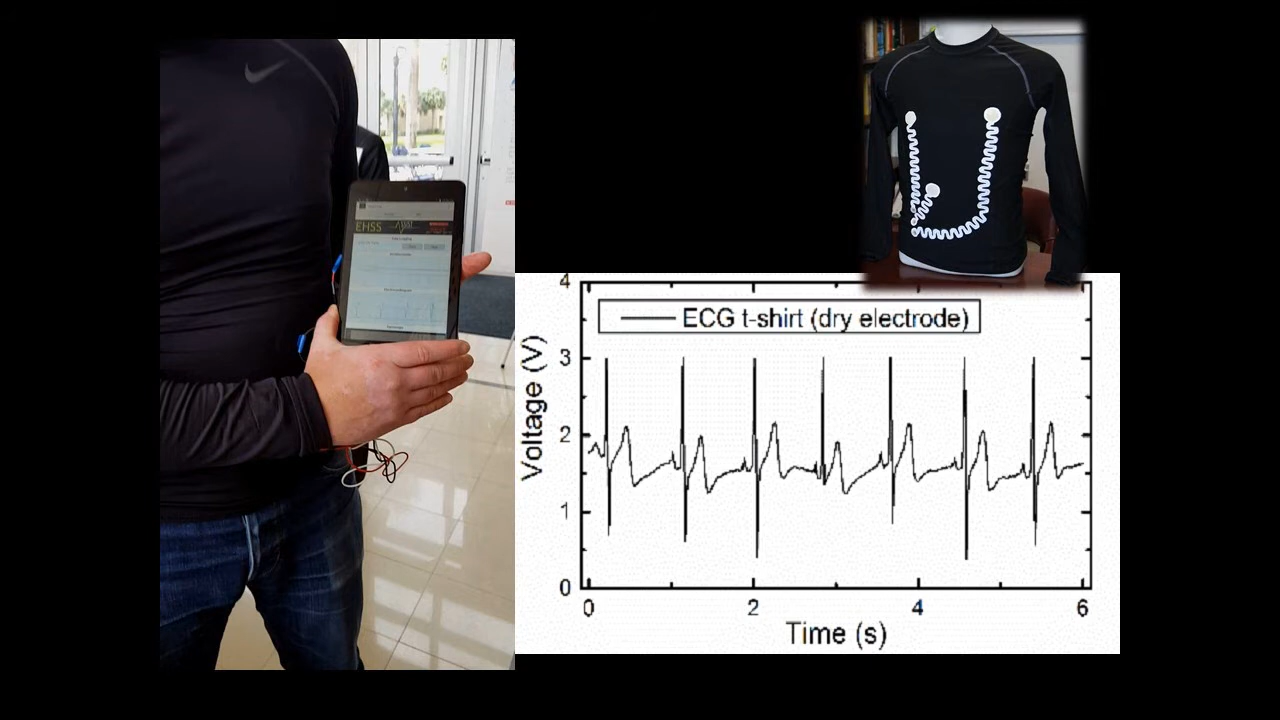 EHSS
4
ECG t-shirt (dry electrode)
3
2
1
0
Voltage (V)
0 2 4 6
Time (s)